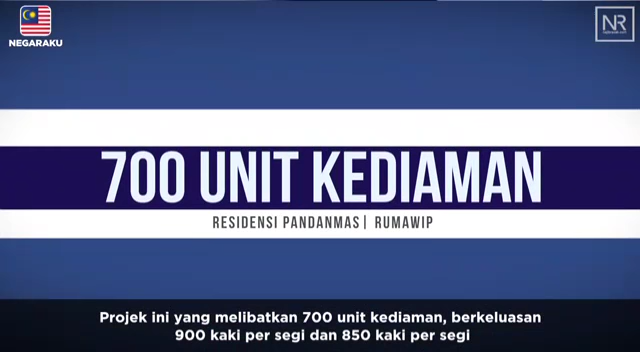 NEGARAKU
NR
700 UNIT KEDIAMAN
RESIDENSI PANDANMAS| RUMAWIP
Projek ini yang melibatkan 700 unit kediaman, berkeluasan
900 kaki per segi dan 850 kaki per segi